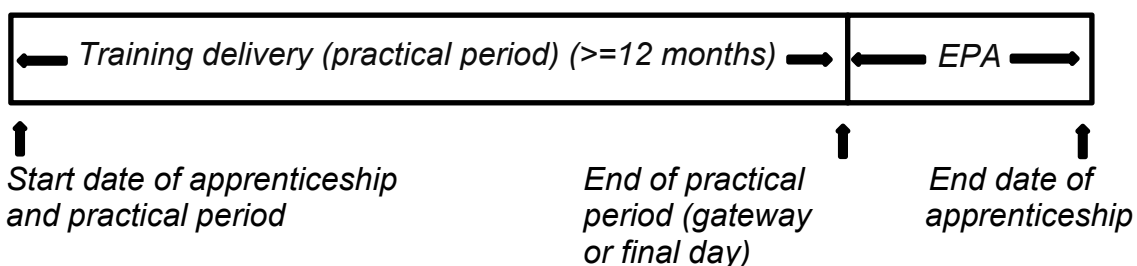 Training delivery (practical period) (>=12 months)
EPA
Start date of apprenticeship
and practical period
End of practical
period (gateway
or final day)
End date of
apprenticeship